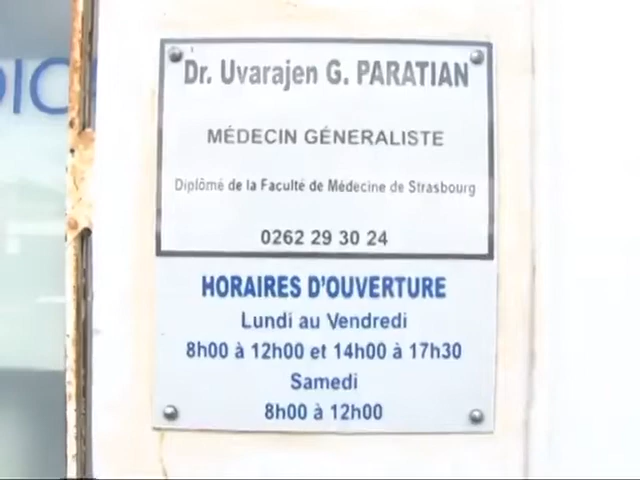 DIC
Dr. Uvarajen G. PARATIAN
MÉDECIN GÉNERALISTE
Diplômé de la Faculté de Médecine de Strasbourg
0262 29 30 24
HORAIRES D'OUVERTURE
Lundi au Vendredi
8h00 à 12h00 et 14h00 à 17h30
Samedi
8h00 à 12h00